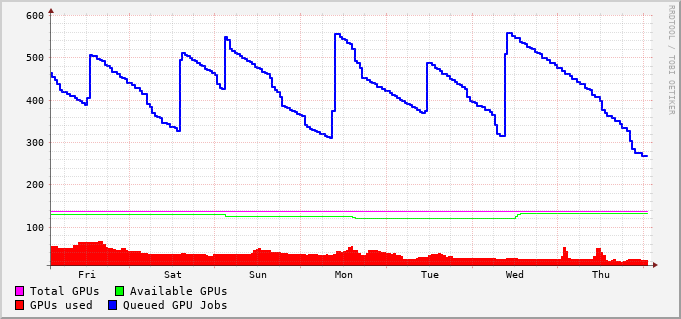 600
500
400
300
200
100
Fri Sat Sun Mon Tue Wed Thu
Total GPUs Available GPUs
GPUs used Queued GPU Jobs
RRDTOOL / TOBI OETIKER